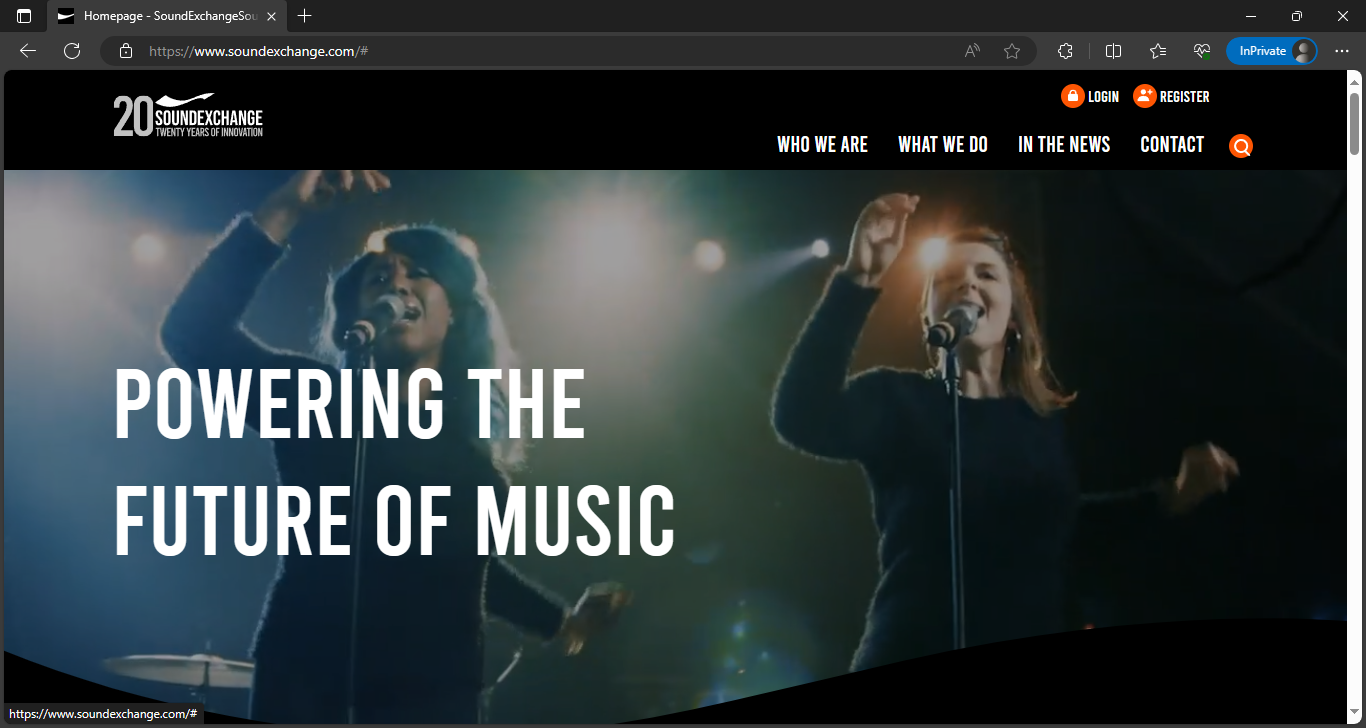 Homepage - SoundExchangeSou
https://www.soundexchange.com/#
InPrivate
LOGIN
REGISTER
20 SOUNDEXCHANGE
TWENTY YEARS OF INNOVATION
WHO WE ARE
WHAT WE DO
IN THE NEWS
CONTACT
POWERING THE
FUTURE OF MUSIC
https://www.soundexchange.com/#